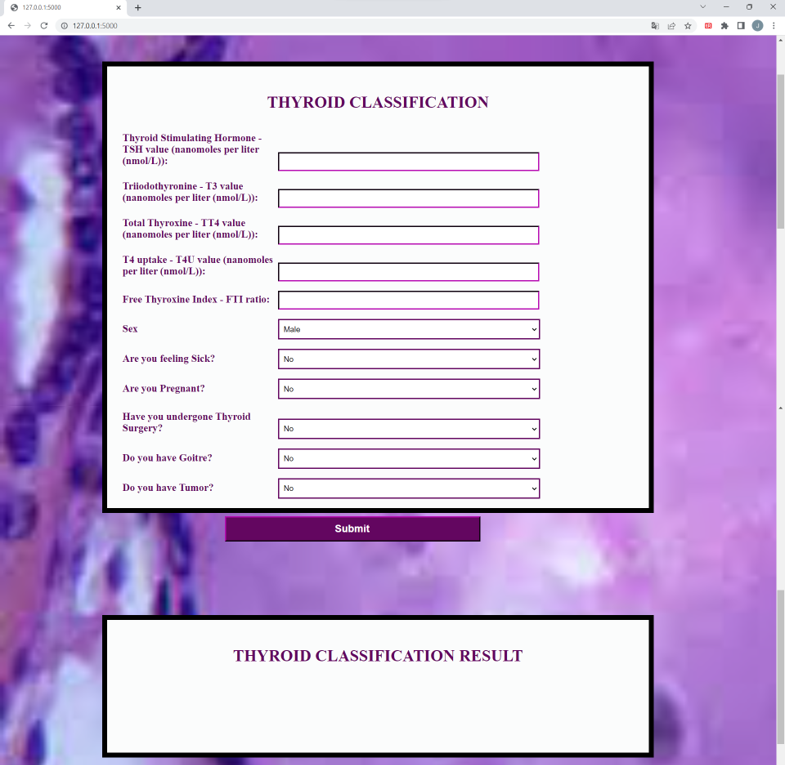 127.0.0.1:5000
127.0.0.1:5000
THYROID CLASSIFICATION
Thyroid Stimulating Hormone -
TSH value (nanomoles per liter
(nmol/L)):
Triiodothyronine - T3 value
(nanomoles per liter (nmol/L)):
Total Thyroxine - TT4 value
(nanomoles per liter (nmol/L)):
T4 uptake - T4U value (nanomoles
per liter (nmol/L)):
Free Thyroxine Index - FTI ratio:
Sex
Male
Are you feeling Sick?
No
Are you Pregnant?
No
Have you undergone Thyroid
Surgery?
No
Do you have Goitre?
No
Do you have Tumor?
No
Submit
THYROID CLASSIFICATION RESULT